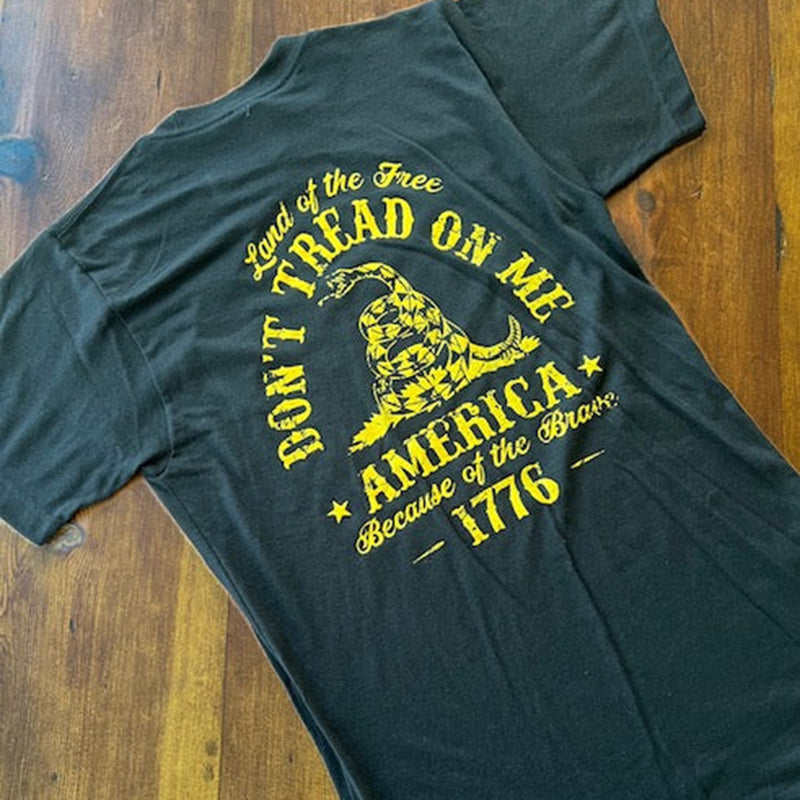 Land of the Free
DON'T TREAD ON ME
AMERICA
Because of the Brave
1776